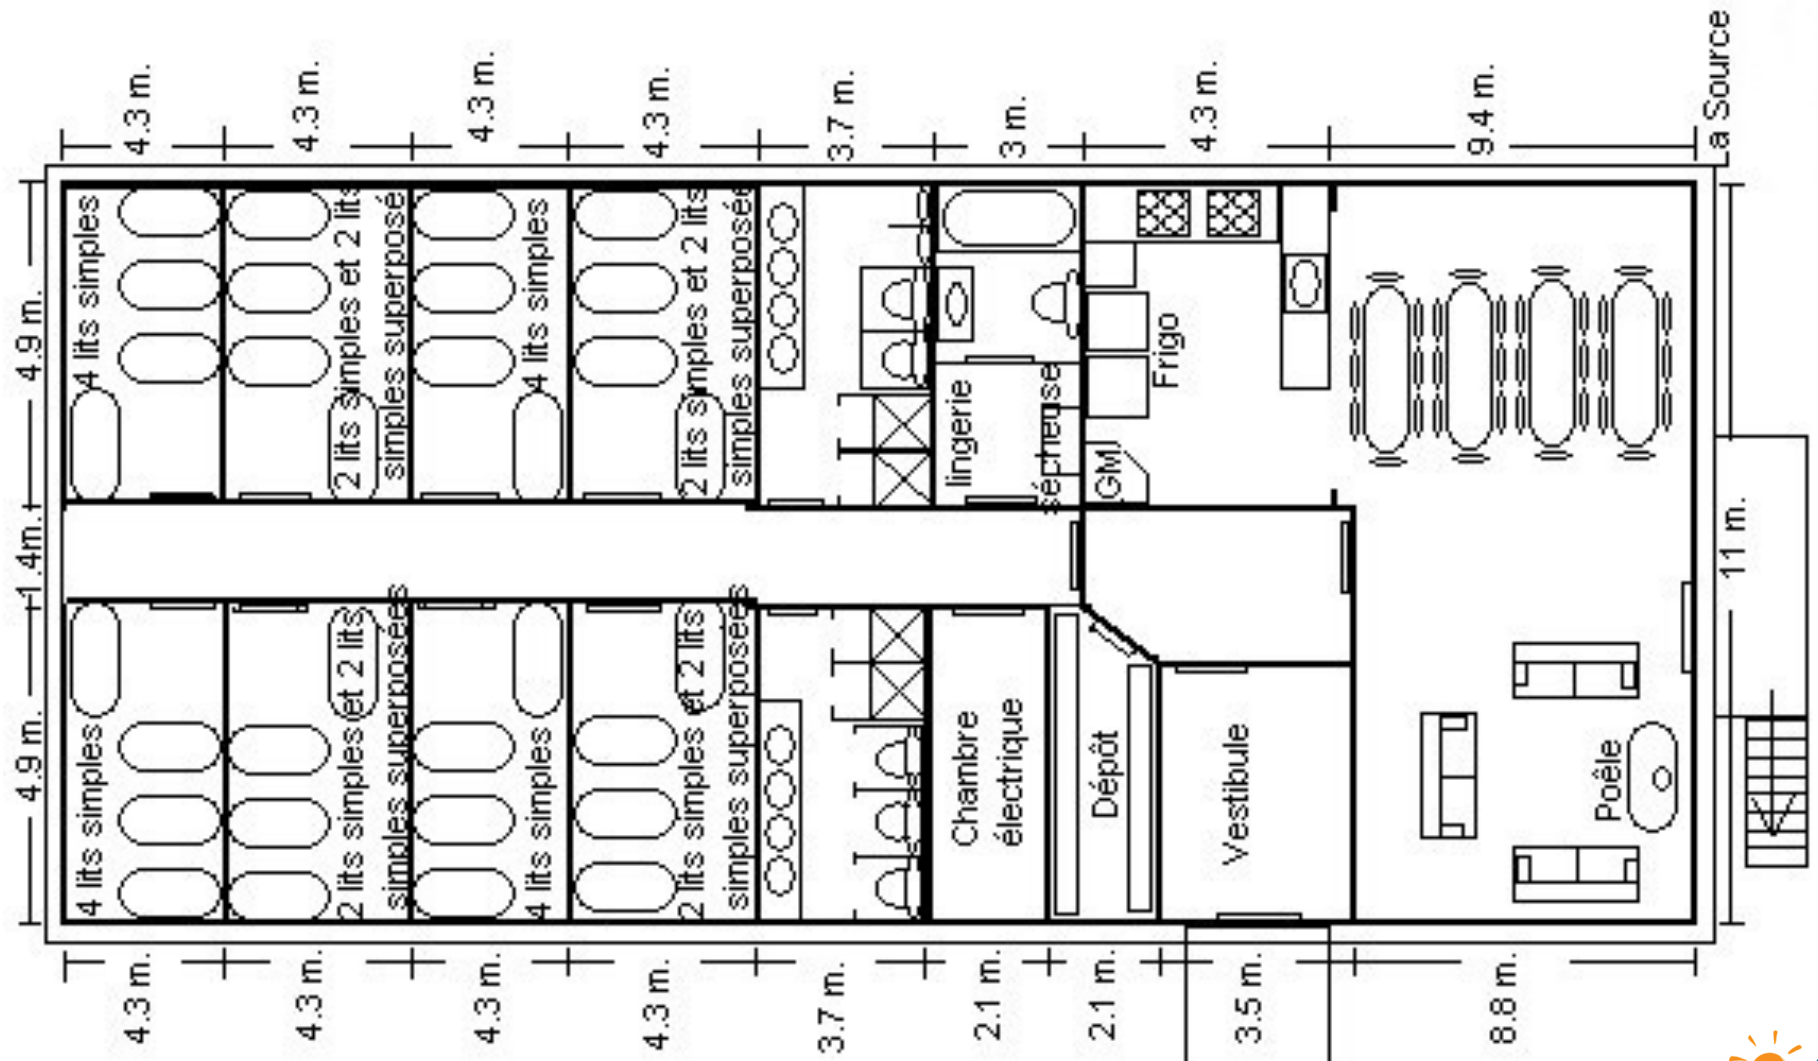 4.9 m. 1.4m. 4.9 m.
4 lits simples 4 lits simples
4.3 m. 4.3 m.
4.3 m. 4.3 m.
2 lits simples et 2 lits 2 lits simples et 2 lits
simples superposées simples superposé
4.3 m. 4.3 m.
4 lits simples 4 lits simples
4.3 m. 4.3 m.
2 lits simples et 2 lits 2 lits simples et 2 lits
simples superposées simples superposée
3.7 m. 3.7 m.
Chambre
électrique
lingerie
2.1 m. 3 m.
sécheuse
Dépôt GM
2.1 m.
Frigo
4.3 m.
Vestibule
3.5 m.
9.4 m.
8.8 m.
Poêle
La Source
11 m.